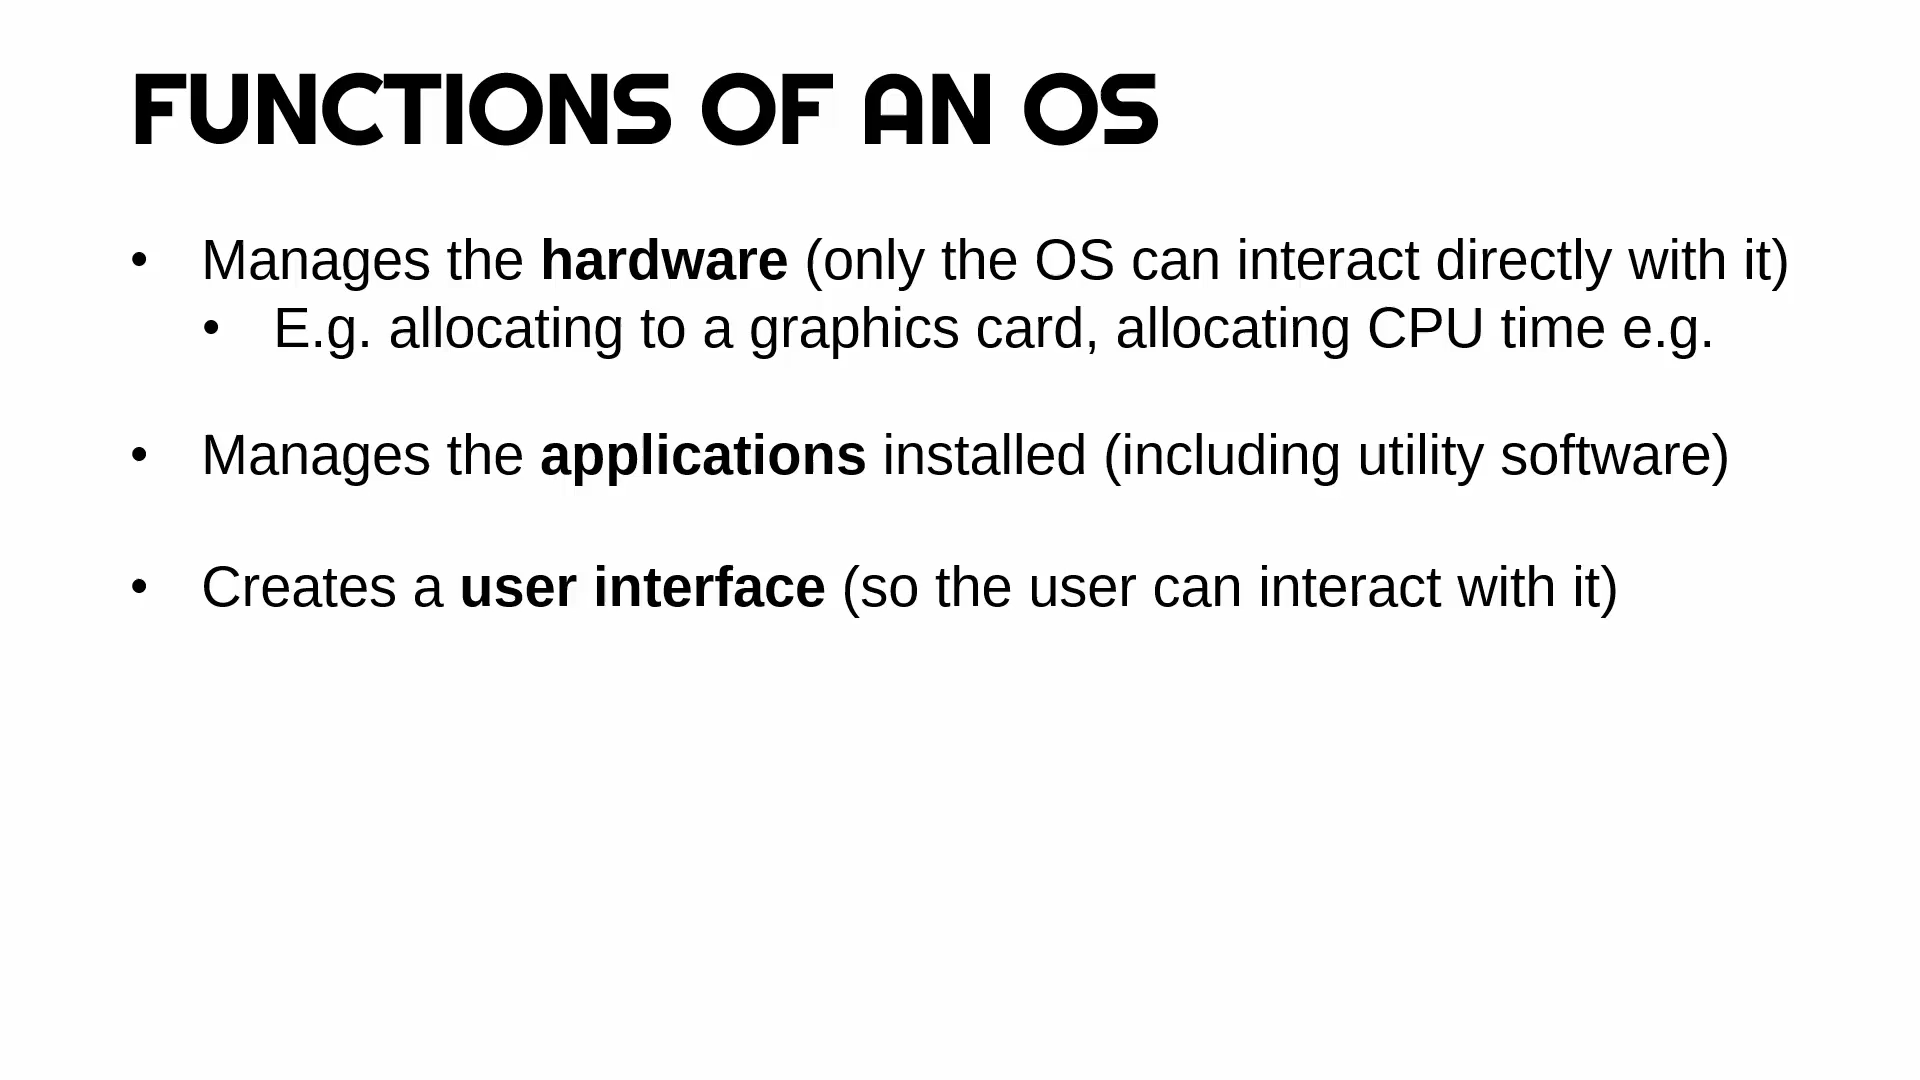 FUNCTIONS OF AN OS
• Manages the hardware (only the OS can interact directly with it)
• E.g. allocating to a graphics card, allocating CPU time e.g.
• Manages the applications installed (including utility software)
• Creates a user interface (so the user can interact with it)